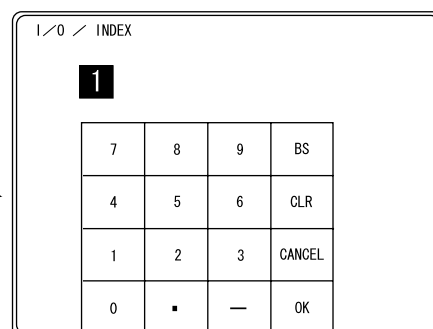 I/O / INDEX
1
7 8 9 BS
4 5 6 CLR
1 2 3 CANCEL
0 . — OK